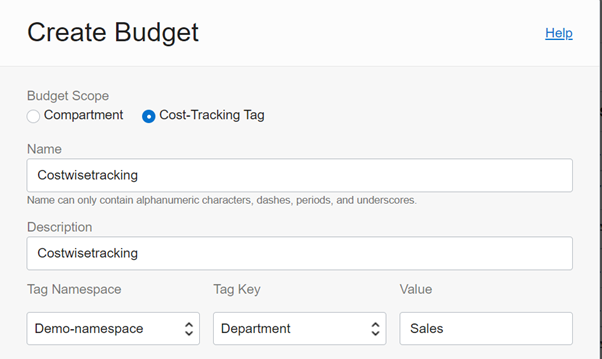 Create Budget Help
Budget Scope
Compartment Cost-Tracking Tag
Name
Costwisetracking
Name can only contain alphanumeric characters, dashes, periods, and underscores.
Description
Costwisetracking
Tag Namespace Tag Key Value
Demo-namespace Department Sales